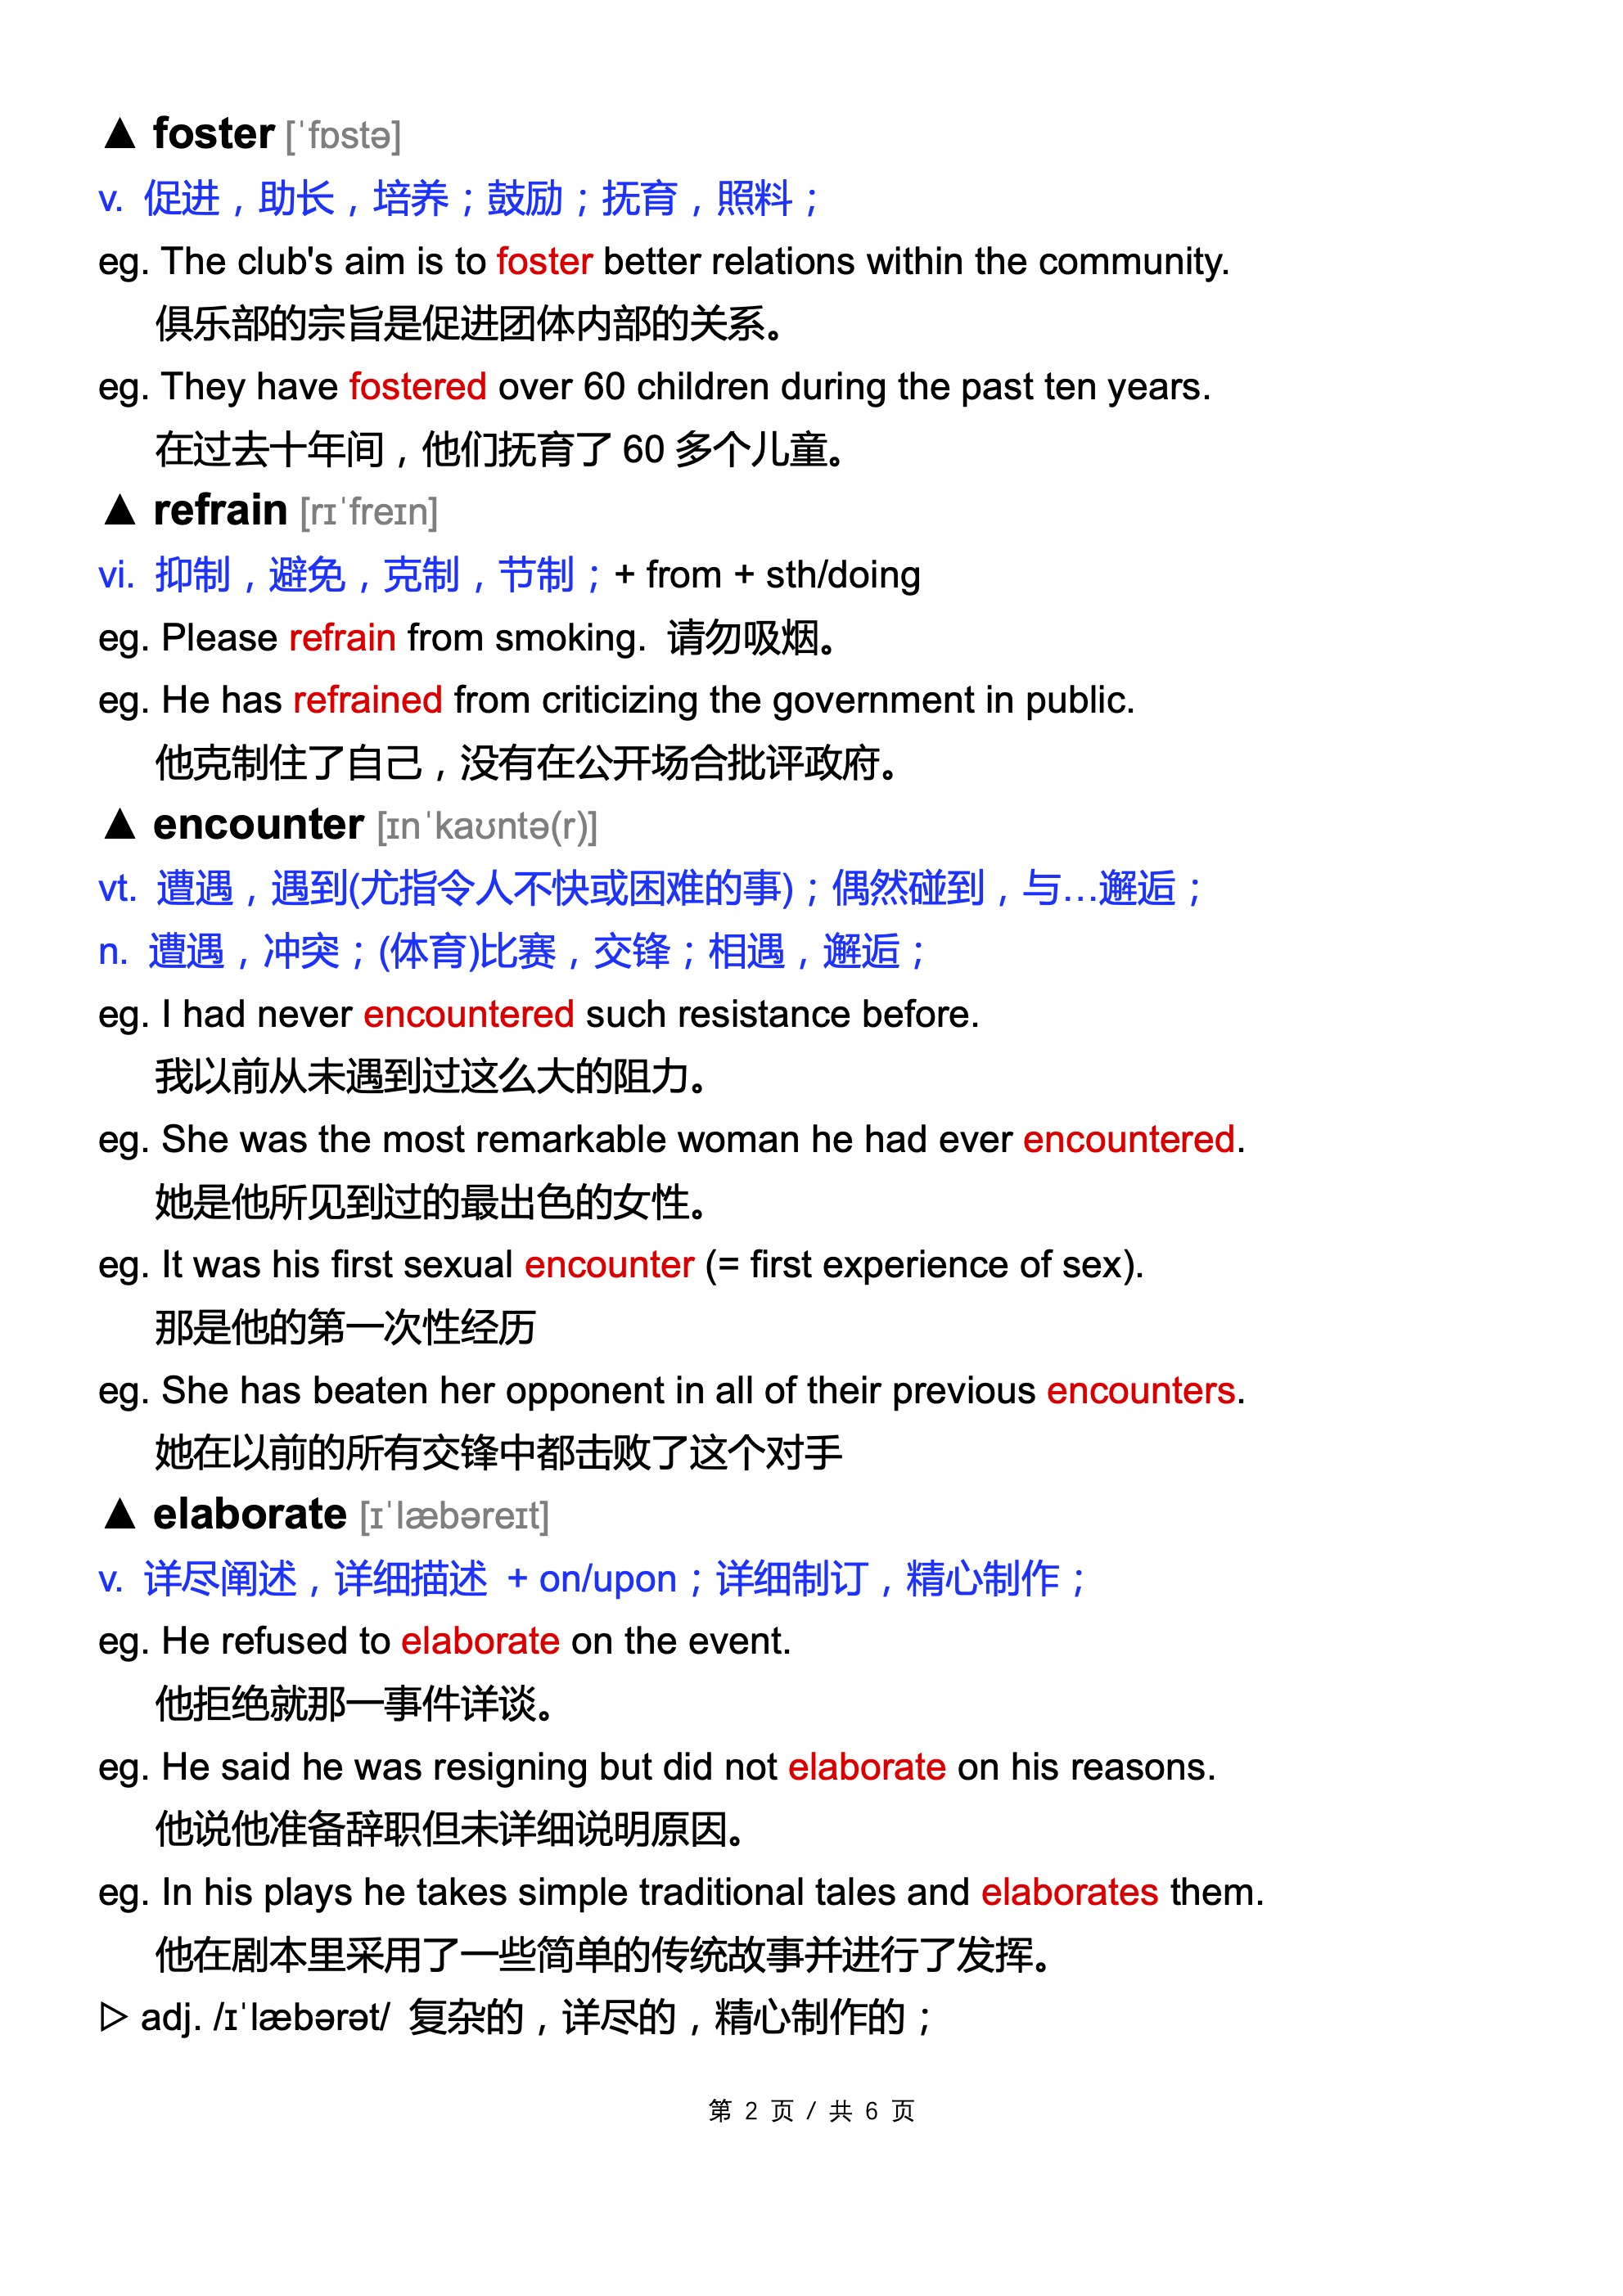 ▲ foster [ˈfɒstə]
v. 促进，助长，培养；鼓励；抚育，照料；
eg. The club's aim is to foster better relations within the community.
俱乐部的宗旨是促进团体内部的关系。
eg. They have fostered over 60 children during the past ten years.
在过去十年间，他们抚育了 60 多个儿童。
▲ refrain [rɪˈfreɪn]
vi. 抑制，避免，克制，节制；+ from + sth/doing
eg. Please refrain from smoking. 请勿吸烟。
eg. He has refrained from criticizing the government in public.
他克制住了自己，没有在公开场合批评政府。
▲ encounter [ɪnˈkaʊntə(r)]
vt. 遭遇，遇到(尤指令人不快或困难的事)；偶然碰到，与…邂逅；
n. 遭遇，冲突；(体育)比赛，交锋；相遇，邂逅；
eg. I had never encountered such resistance before.
我以前从未遇到过这么大的阻力。
eg. She was the most remarkable woman he had ever encountered.
她是他所见到过的最出色的女性。
eg. It was his first sexual encounter (= first experience of sex).
那是他的第一次性经历
eg. She has beaten her opponent in all of their previous encounters.
她在以前的所有交锋中都击败了这个对手
▲ elaborate [ɪˈlæbəreɪt]
v. 详尽阐述，详细描述 + on/upon；详细制订，精心制作；
eg. He refused to elaborate on the event.
他拒绝就那一事件详谈。
eg. He said he was resigning but did not elaborate on his reasons.
他说他准备辞职但未详细说明原因。
eg. In his plays he takes simple traditional tales and elaborates them.
他在剧本里采用了一些简单的传统故事并进行了发挥。
▷ adj. /ɪˈlæbərət/ 复杂的，详尽的，精心制作的；
第 2 页 / 共 6 页